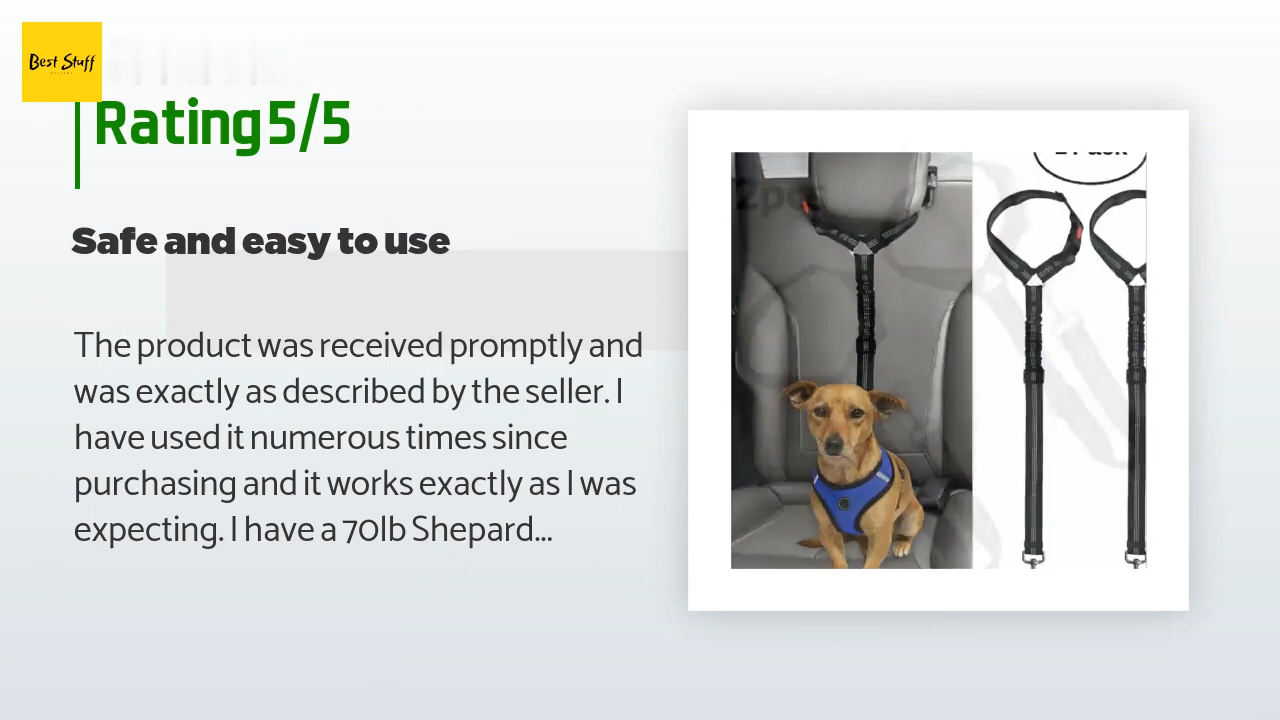 Best Stuff
Rating 5/5
Safe and easy to use
The product was received promptly and
was exactly as described by the seller. I
have used it numerous times since
purchasing and it works exactly as I was
expecting. I have a 70lb Shepard...
2pcs